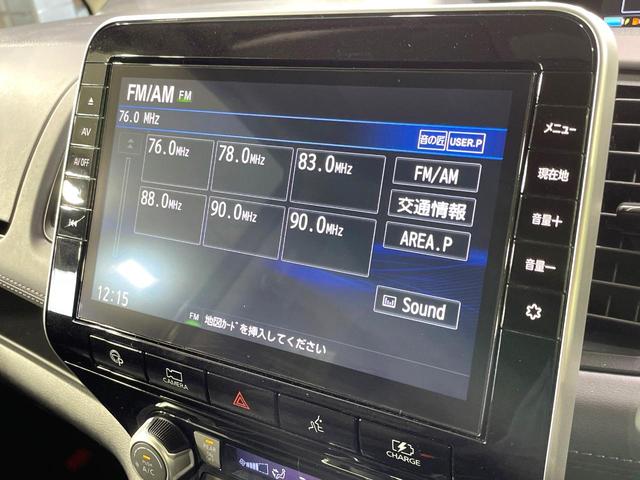 FM/AM FM
76.0 MHz
音の匠 USER.P
76.0MHz 78.0MHz 83.0MHz
88.0MHz 90.0MHz 90.0MHz
FM/AM
交通情報
AREA.P
Sound
12:15
FM 地図ｶｰﾄﾞを挿入してください
AV
AV OFF
メニュー
現在地
音量＋
音量－
CAMERA
CHARGE
PUSH
A/C